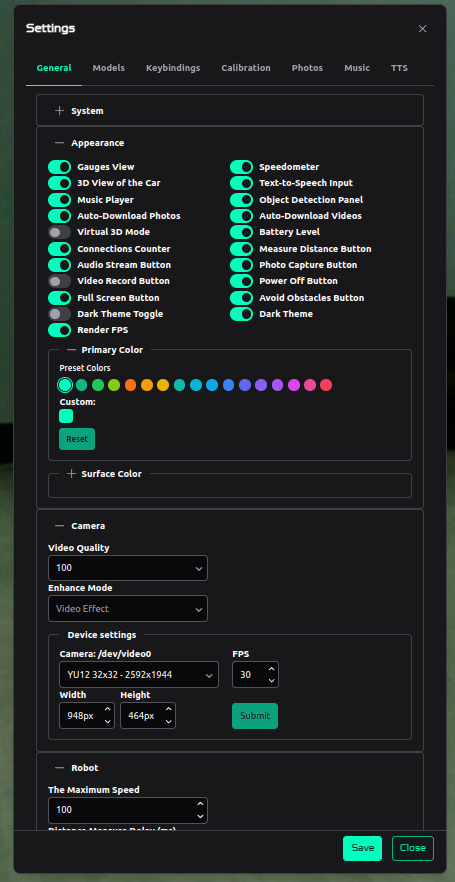 Settings
General Models Keybindings Calibration Photos Music TTS
System
Appearance
Gauges View Speedometer
3D View of the Car Text-to-Speech Input
Music Player Object Detection Panel
Auto-Download Photos Auto-Download Videos
Virtual 3D Mode Battery Level
Connections Counter Measure Distance Button
Audio Stream Button Photo Capture Button
Video Record Button Power Off Button
Full Screen Button Avoid Obstacles Button
Dark Theme Toggle Dark Theme
Render FPS
Primary Color
Preset Colors
Custom:
Reset
Surface Color
Camera
Video Quality
100
Enhance Mode
Video Effect
Device settings
Camera: /dev/video0 FPS
YU12 32x32 - 2592x1944 30
Width Height
948px 464px Submit
Robot
The Maximum Speed
100
Distance Measure Delay (ms)
Save Close